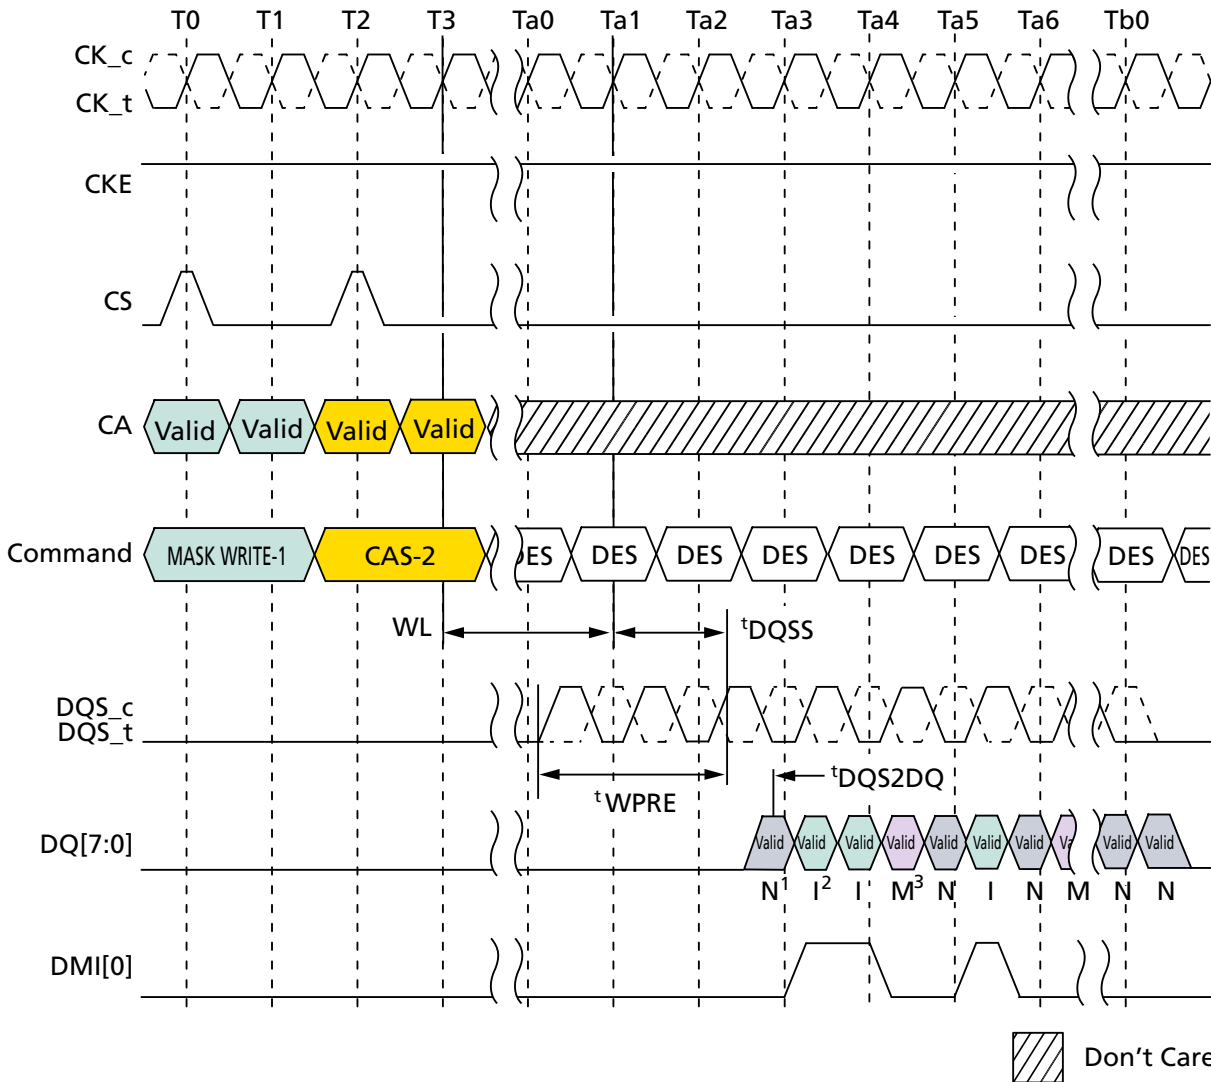 T0 T1 T2 T3 Ta0 Ta1 Ta2 Ta3 Ta4 Ta5 Ta6 Tb0
CK_c
CK_t
CKE
CS
CA Valid Valid Valid Valid
Command MASK WRITE-1 CAS-2 DES DES DES DES DES DES DES DES DES
WL tDQSS
DQS_c
DQS_t
tDQS2DQ
tWPRE
DQ[7:0] Valid Valid Valid Valid Valid Valid Valid Va Valid Valid
N1 I2 I M3 N I N M N N
DMI[0]
Don't Care